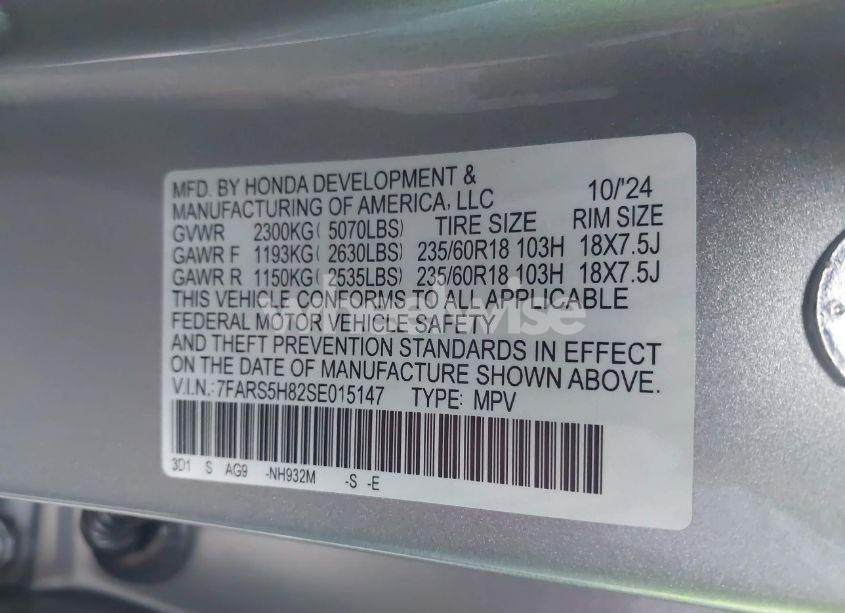 MFD. BY HONDA DEVELOPMENT &
MANUFACTURING OF AMERICA, LLC 10/'24
GVWR 2300KG( 5070LBS) TIRE SIZE RIM SIZE
GAWR F 1193KG( 2630LBS) 235/60R18 103H 18X7.5J
GAWR R 1150KG( 2535LBS) 235/60R18 103H 18X7.5J
THIS VEHICLE CONFORMS TO ALL APPLICABLE
FEDERAL MOTOR VEHICLE SAFETY
AND THEFT PREVENTION STANDARDS IN EFFECT
ON THE DATE OF MANUFACTURE SHOWN ABOVE.
V.I.N.: 7FARS5H82SE015147 TYPE: MPV
3D1 S AG9 -NH932M -S -E